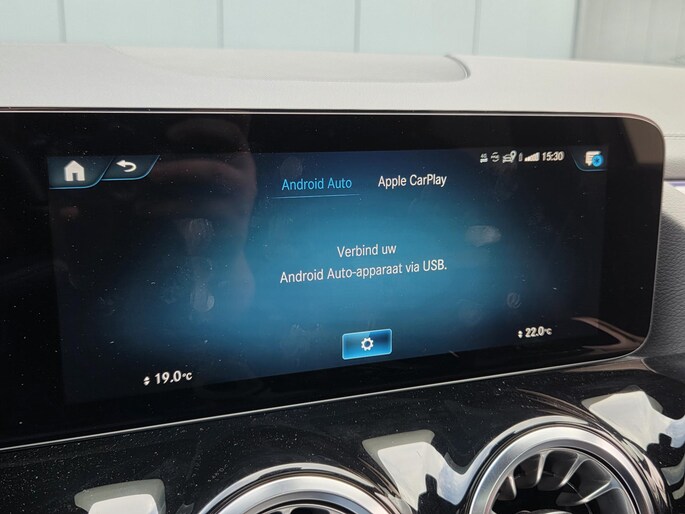 15:30
Android Auto Apple CarPlay
Verbind uw
Android Auto-apparaat via USB.
22.0°C
19.0°C